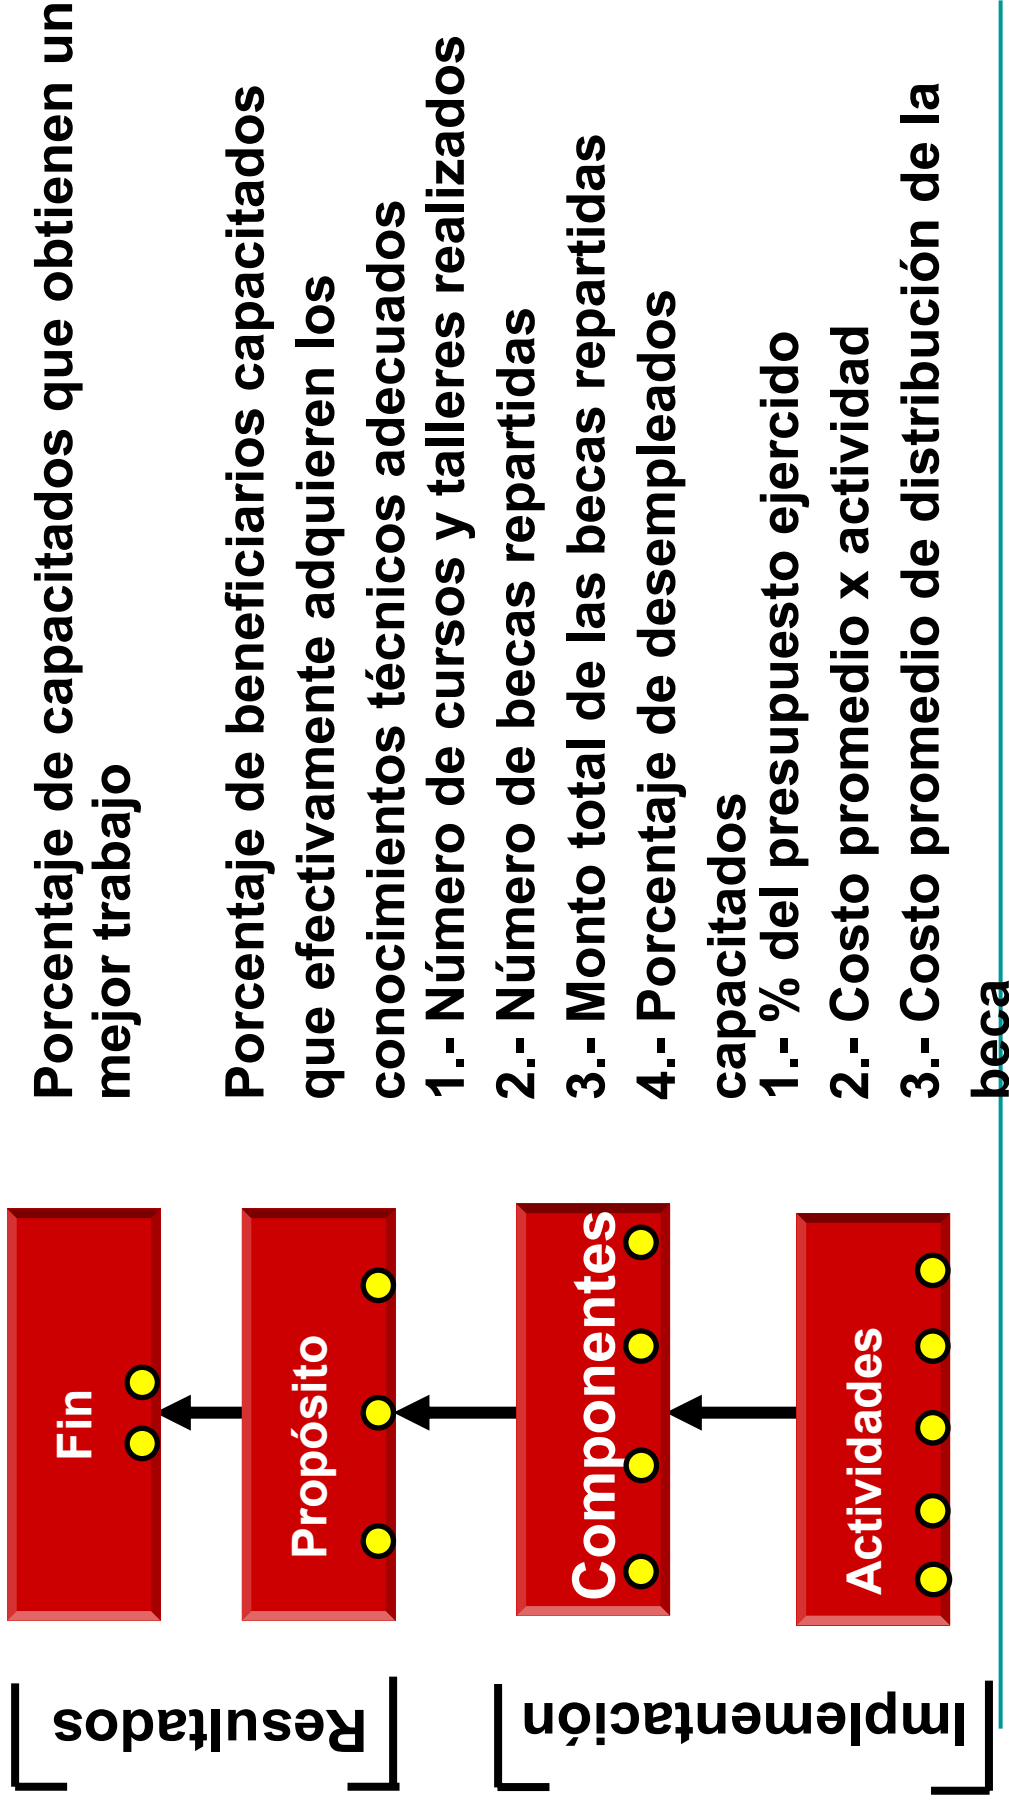 Resultados
Implementación
Fin
Propósito
Componentes
Actividades
Porcentaje de capacitados que obtienen un
mejor trabajo
Porcentaje de beneficiarios capacitados
que efectivamente adquieren los
conocimientos técnicos adecuados
1.- Número de cursos y talleres realizados
2.- Número de becas repartidas
3.- Monto total de las becas repartidas
4.- Porcentaje de desempleados
capacitados
1.- % del presupuesto ejercido
2.- Costo promedio x actividad
3.- Costo promedio de distribución de la
beca